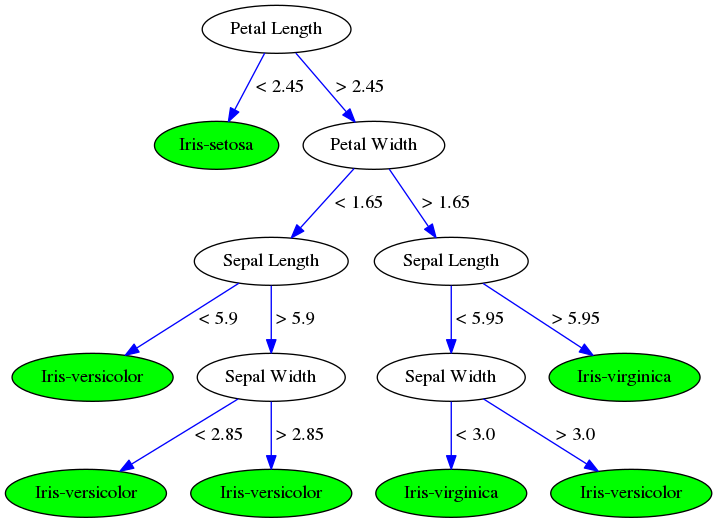 Petal Length
< 2.45
> 2.45
Iris-setosa
Petal Width
< 1.65
> 1.65
Sepal Length
Sepal Length
< 5.9
> 5.9
< 5.95
> 5.95
Iris-versicolor
Sepal Width
Sepal Width
Iris-virginica
< 2.85
> 2.85
< 3.0
> 3.0
Iris-versicolor
Iris-versicolor
Iris-virginica
Iris-versicolor